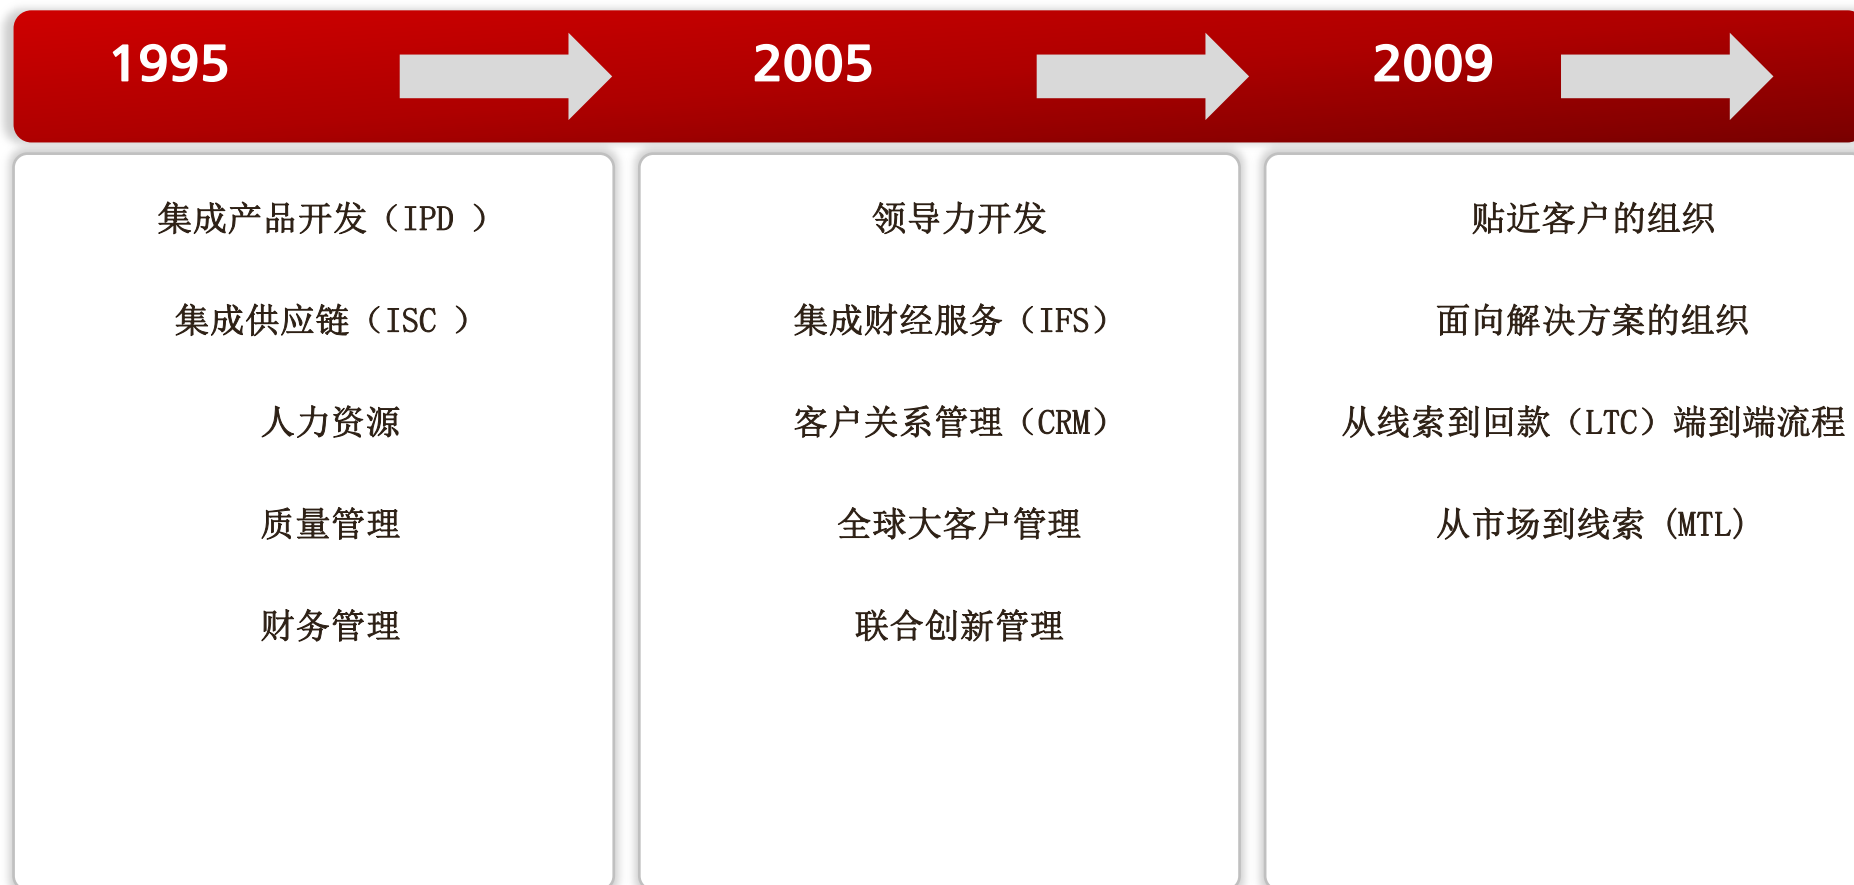 1995
2005
2009
集成产品开发（IPD ）
集成供应链（ISC ）
人力资源
质量管理
财务管理
领导力开发
集成财经服务（IFS）
客户关系管理（CRM）
全球大客户管理
联合创新管理
贴近客户的组织
面向解决方案的组织
从线索到回款（LTC）端到端流程
从市场到线索 (MTL)